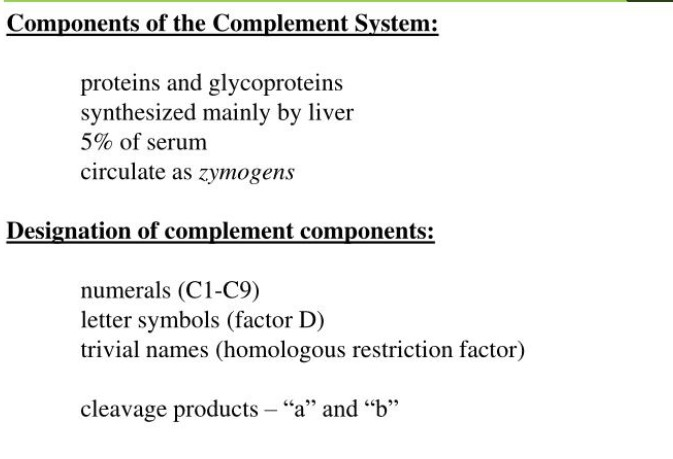 Components of the Complement System:
proteins and glycoproteins
synthesized mainly by liver
5% of serum
circulate as zymogens
Designation of complement components:
numerals (C1-C9)
letter symbols (factor D)
trivial names (homologous restriction factor)
cleavage products – “a” and “b”